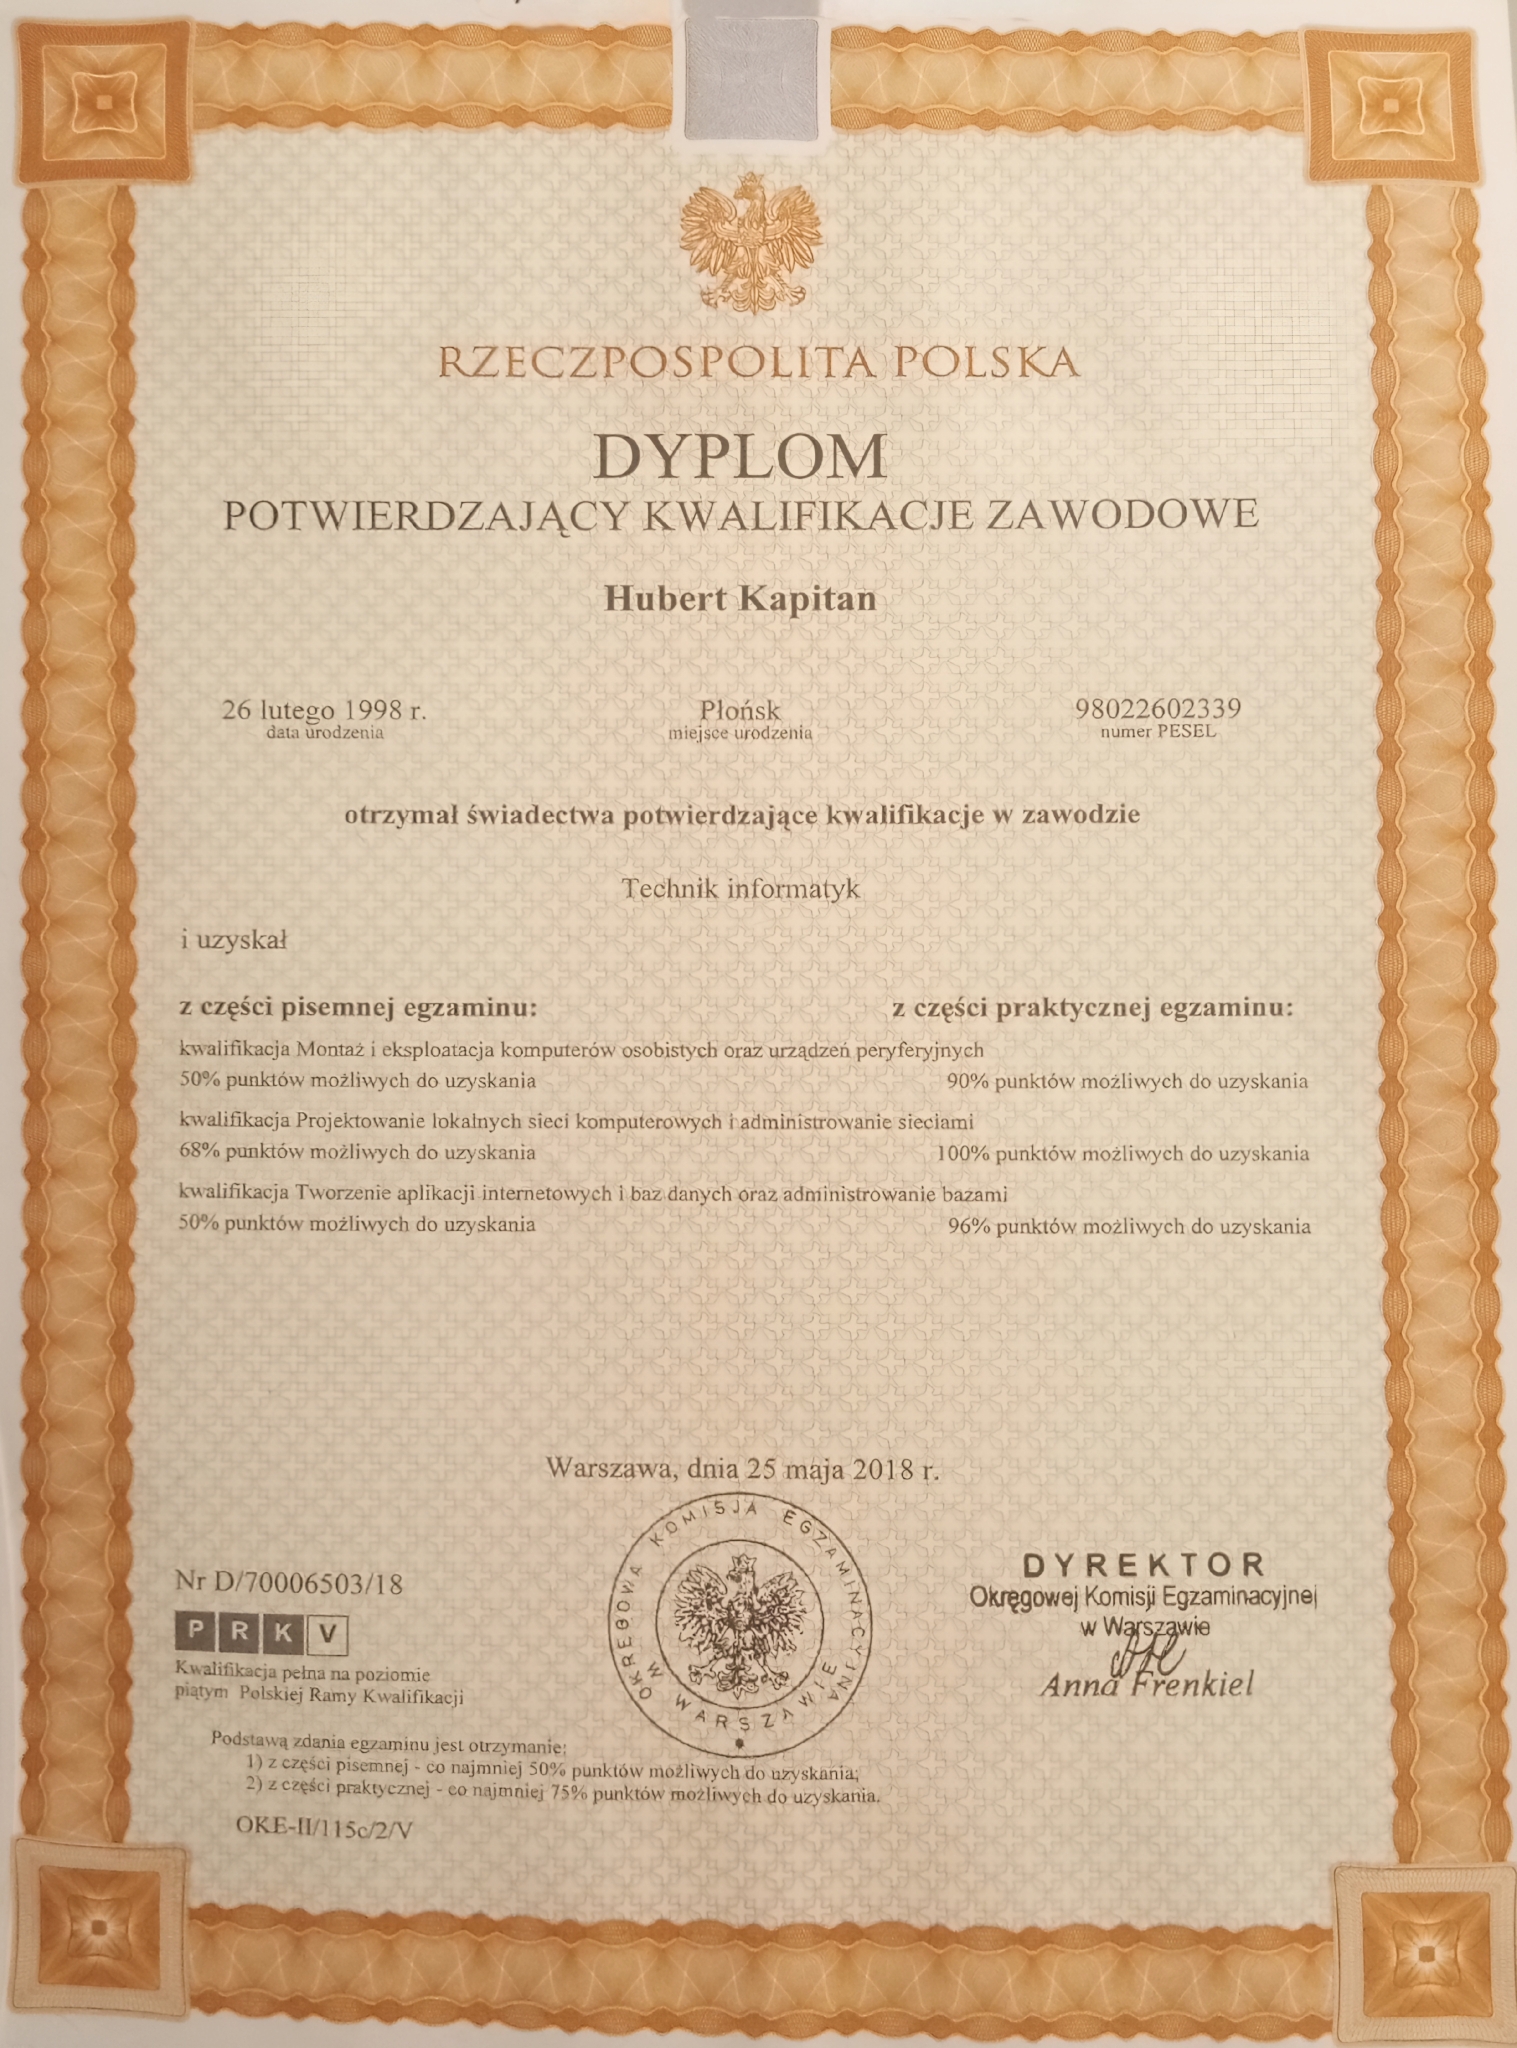 RZECZPOSPOLITA POLSKA
DYPLOM
POTWIERDZAJĄCY KWALIFIKACJE ZAWODOWE
Hubert Kapitan
26 lutego 1998 r. Płońsk 98022602339
data urodzenia miejsce urodzenia numer PESEL
otrzymał świadectwa potwierdzające kwalifikacje w zawodzie
Technik informatyk
i uzyskał
z części pisemnej egzaminu: z części praktycznej egzaminu:
kwalifikacja Montaż i eksploatacja komputerów osobistych oraz urządzeń peryferyjnych
50% punktów możliwych do uzyskania 90% punktów możliwych do uzyskania
kwalifikacja Projektowanie lokalnych sieci komputerowych i administrowanie sieciami
68% punktów możliwych do uzyskania 100% punktów możliwych do uzyskania
kwalifikacja Tworzenie aplikacji internetowych i baz danych oraz administrowanie bazami
50% punktów możliwych do uzyskania 96% punktów możliwych do uzyskania
Warszawa, dnia 25 maja 2018 r.
OKRĘGOWA KOMISJA EGZAMINACYJNA
W WARSZAWIE
Nr D/70006503/18
P R K V
Kwalifikacja pełna na poziomie
piątym Polskiej Ramy Kwalifikacji
DYREKTOR
Okręgowej Komisji Egzaminacyjnej
w Warszawie
Anna Frenkiel
Podstawą zdania egzaminu jest otrzymanie:
1) z części pisemnej - co najmniej 50% punktów możliwych do uzyskania;
2) z części praktycznej - co najmniej 75% punktów możliwych do uzyskania.
OKE-II/115c/2/V